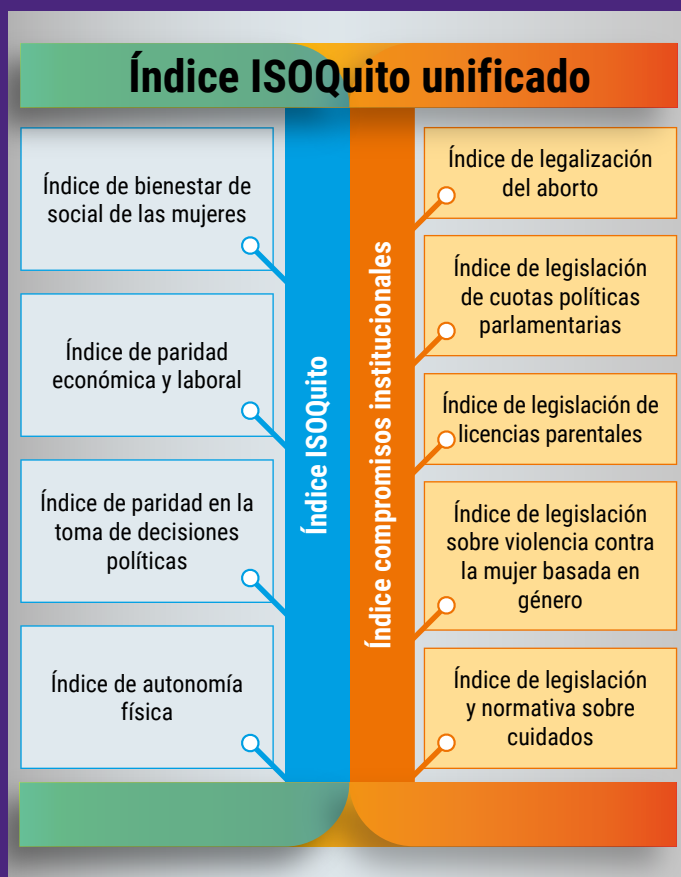 Índice ISOQuito unificado
Índice de bienestar de
social de las mujeres
Índice de paridad
económica y laboral
Índice de paridad en la
toma de decisiones
políticas
Índice de autonomía
física
Índice ISOQuito
Índice compromisos institucionales
Índice de legalización
del aborto
Índice de legislación
de cuotas políticas
parlamentarias
Índice de legislación de
licencias parentales
Índice de legislación
sobre violencia contra
la mujer basada en
género
Índice de legislación
y normativa sobre
cuidados